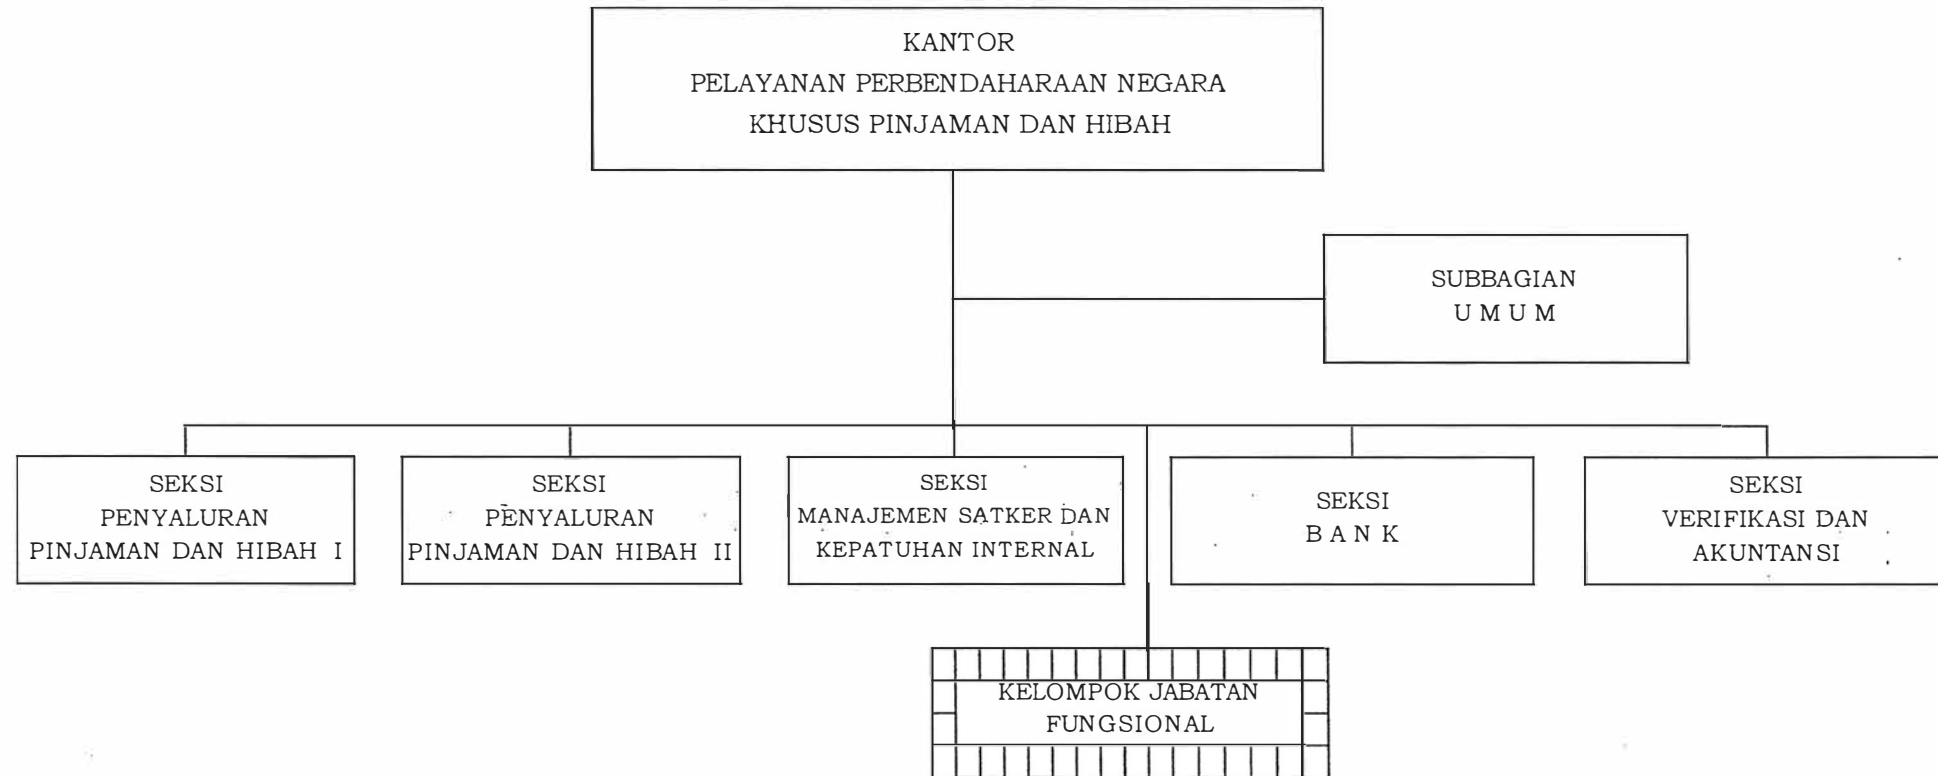 KANTOR
PELAYANAN PERBENDAHARAAN NEGARA
KHUSUS PINJAMAN DAN HIBAH
SUBBAGIAN
U M U M
SEKSI
PENYALURAN
PINJAMAN DAN HIBAH I
SEKSI
PENYALURAN
PINJAMAN DAN HIBAH II
SEKSI
MANAJEMEN SATKER DAN
KEPATUHAN INTERNAL
SEKSI
B A N K
SEKSI
VERIFIKASI DAN
AKUNTANSI
KELOMPOK JABATAN
FUNGSIONAL